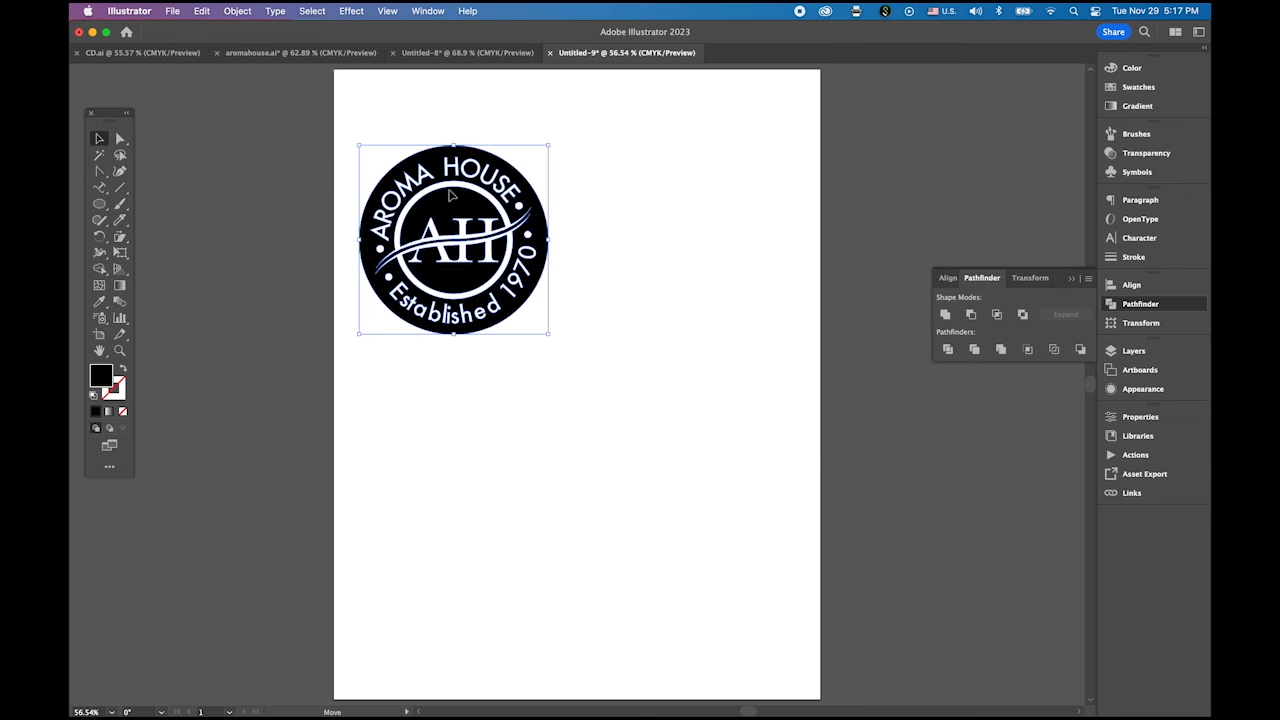 Illustrator File Edit Object Type Select Effect View Window Help
U.S.
Tue Nov 29 5:17 PM
Adobe Illustrator 2023
Share
CD.ai @ 55.57 % (CMYK/Preview)
aromahouse.ai* @ 62.89 % (CMYK/Preview)
Untitled-8* @ 68.9 % (CMYK/Preview)
Untitled-9* @ 56.54 % (CMYK/Preview)
AROMA HOUSE
AH
Established 1970
Align Pathfinder Transform
Shape Modes:
Expand
Pathfinders:
Color
Swatches
Gradient
Brushes
Transparency
Symbols
Paragraph
OpenType
Character
Stroke
Align
Pathfinder
Transform
Layers
Artboards
Appearance
Properties
Libraries
Actions
Asset Export
Links
56.54% 0° 1 Move